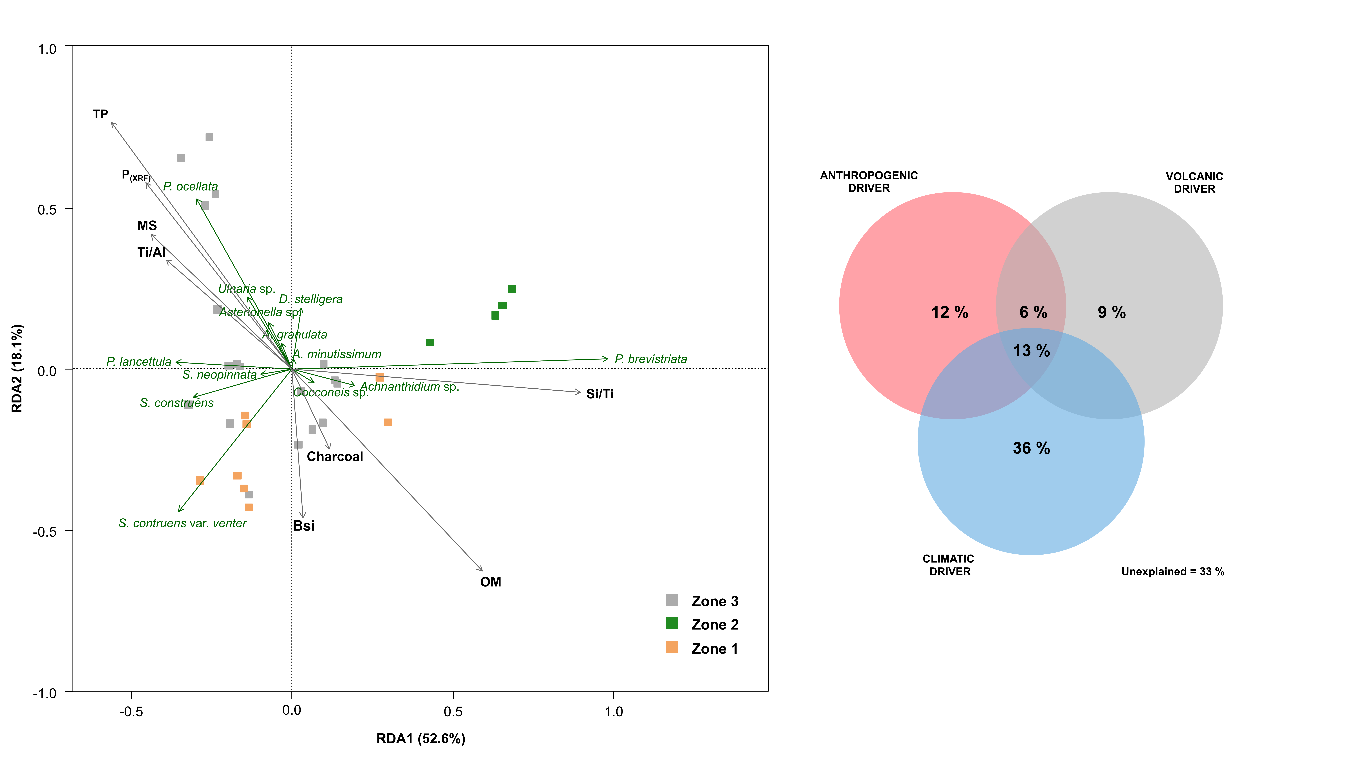 1.0
0.5
0.0
-0.5
-1.0
RDA2 (18.1%)
TP
P(XRF)
P. ocellata
MS
Ti/Al
Ulnaria sp.
D. stelligera
Asterionella sp.
A. granulata
A. minutissimum
P. lancettula
P. brevistriata
S. neopinnata
Achnanthidium sp.
Cocconeis sp.
Si/Ti
S. construens
Charcoal
S. contruens var. venter
Bsi
OM
Zone 3
Zone 2
Zone 1
-0.5
0.0
0.5
1.0
RDA1 (52.6%)
ANTHROPOGENIC
DRIVER
VOLCANIC
DRIVER
12 %
6 %
9 %
13 %
36 %
CLIMATIC
DRIVER
Unexplained = 33 %